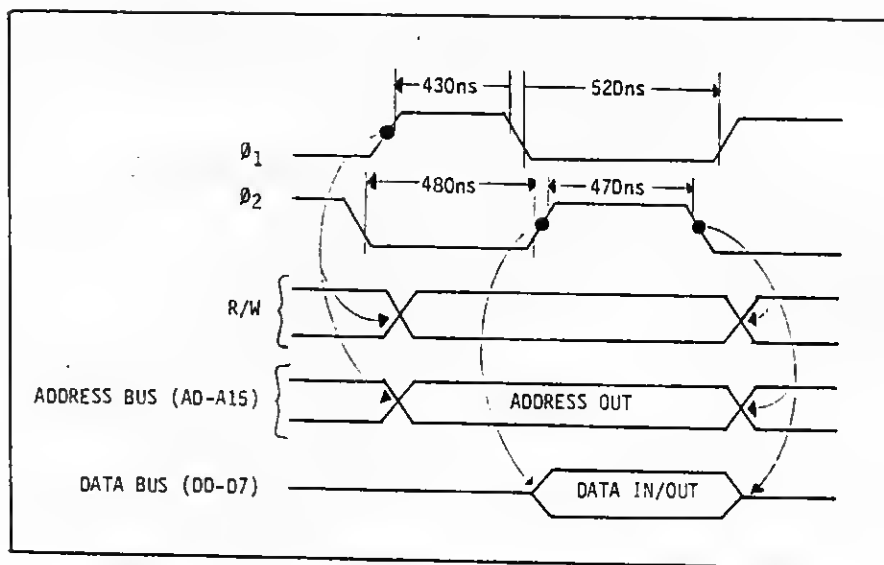 430ns 520ns
Ø1
480ns 470ns
Ø2
R/W
ADDRESS BUS (A0-A15) ADDRESS OUT
DATA BUS (D0-D7) DATA IN/OUT